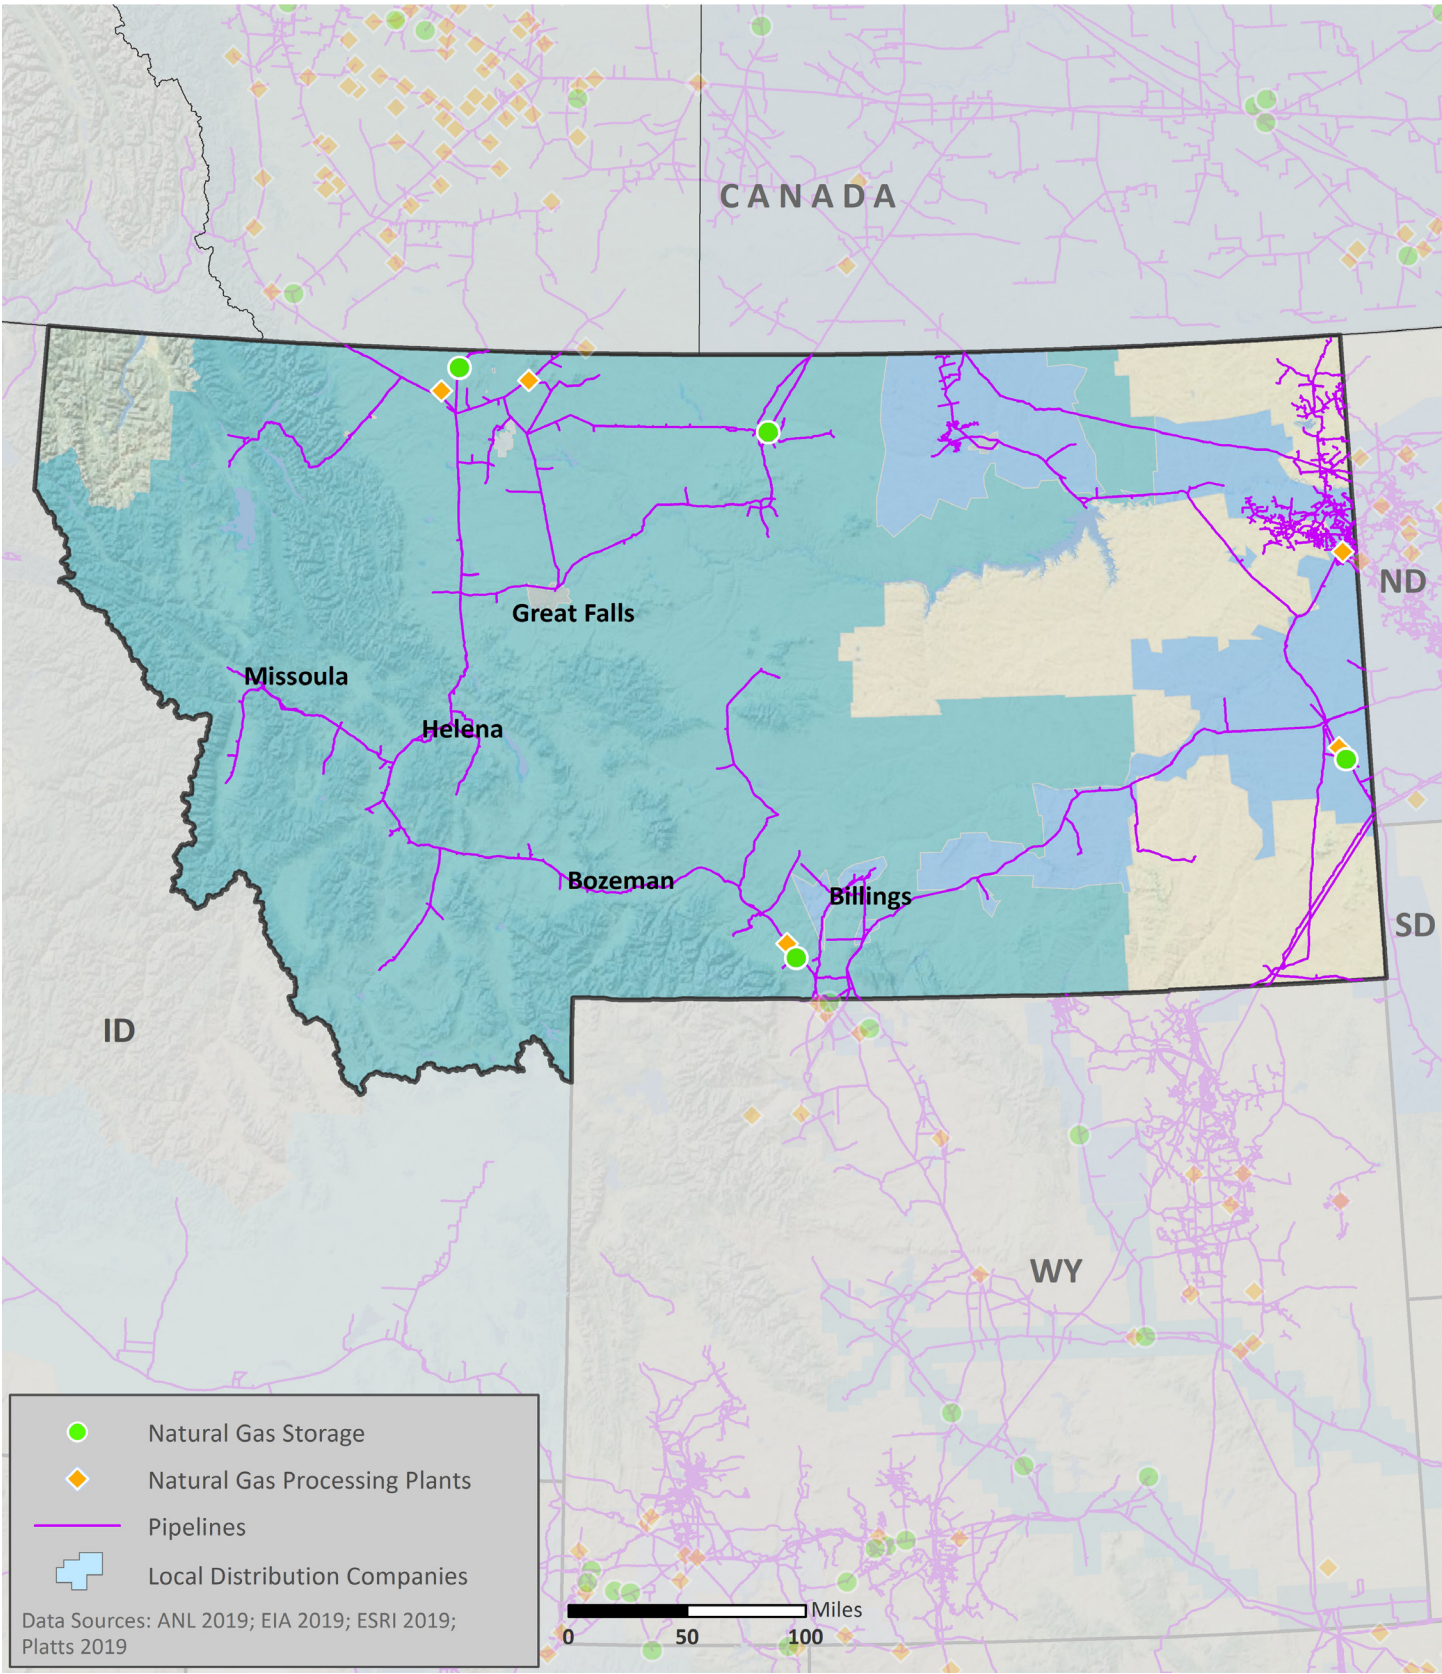 CANADA
ND
Great Falls
Missoula
Helena
Bozeman
Billings
SD
ID
WY
Natural Gas Storage
Natural Gas Processing Plants
Pipelines
Local Distribution Companies
Data Sources: ANL 2019; EIA 2019; ESRI 2019;
Platts 2019
Miles
0 50 100